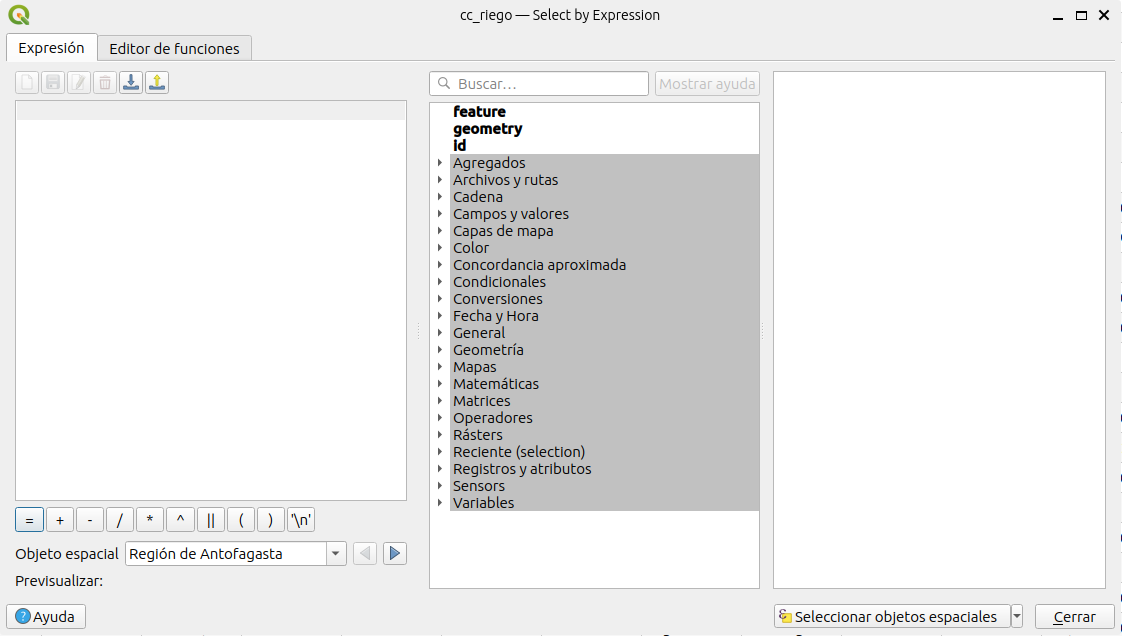 cc_riego — Select by Expression
Expresión
Editor de funciones
Buscar...
Mostrar ayuda
feature
geometry
id
Agregados
Archivos y rutas
Cadena
Campos y valores
Capas de mapa
Color
Concordancia aproximada
Condicionales
Conversiones
Fecha y Hora
General
Geometría
Mapas
Matemáticas
Matrices
Operadores
Rásters
Reciente (selection)
Registros y atributos
Sensors
Variables
= + - / * ^ || ( ) '\n'
Objeto espacial Región de Antofagasta
Previsualizar:
Ayuda
Seleccionar objetos espaciales
Cerrar